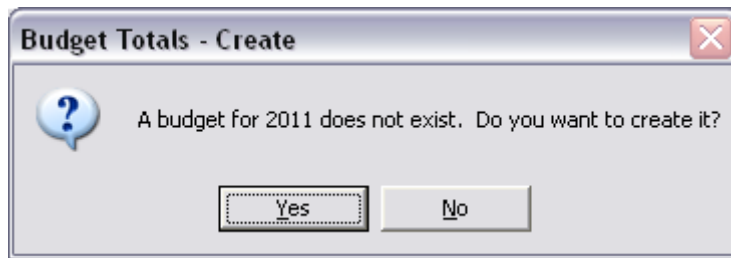 Budget Totals - Create
A budget for 2011 does not exist.  Do you want to create it?
Yes
No